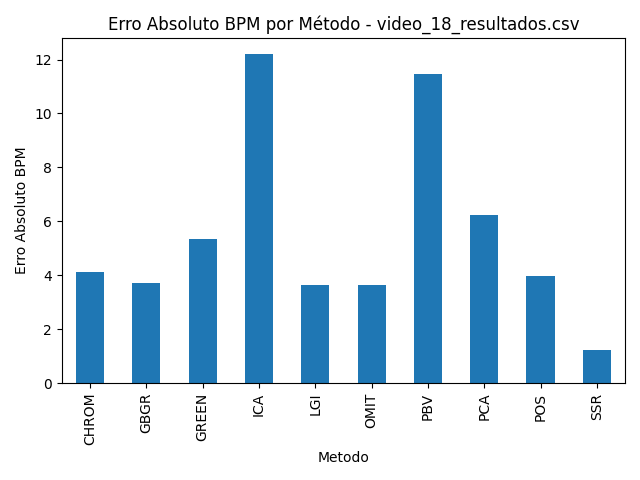 Erro Absoluto BPM por Método - video_18_resultados.csv
Erro Absoluto BPM
12
10
8
6
4
2
0
CHROM
GBGR
GREEN
ICA
LGI
OMIT
PBV
PCA
POS
SSR
Metodo